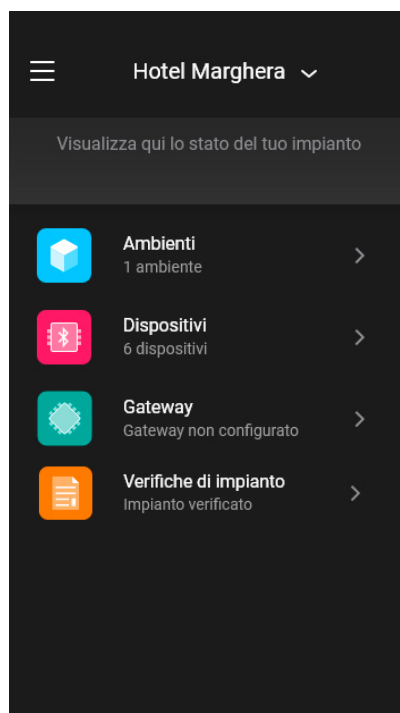 Hotel Marghera
Visualizza qui lo stato del tuo impianto
Ambienti
1 ambiente
Dispositivi
6 dispositivi
Gateway
Gateway non configurato
Verifiche di impianto
Impianto verificato